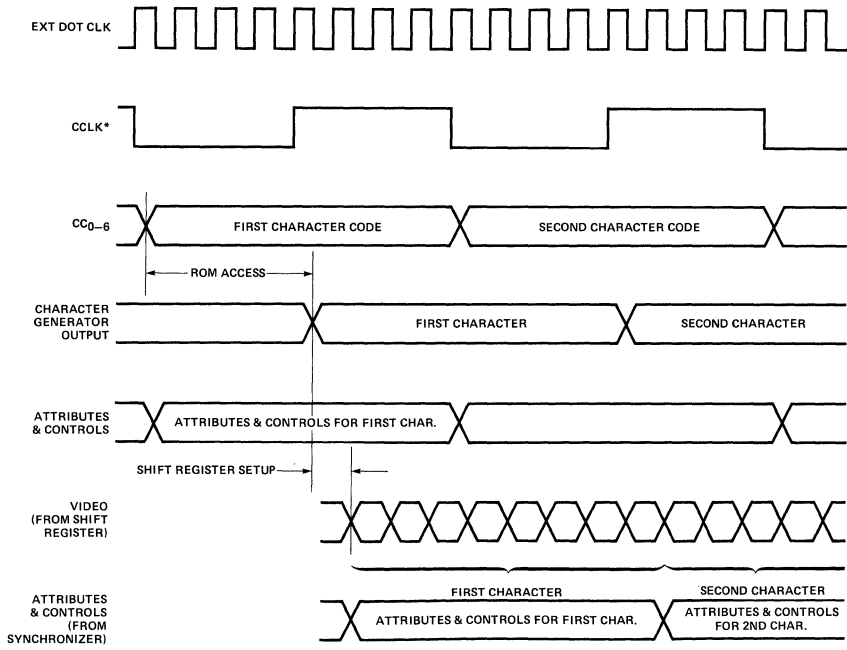 EXT DOT CLK
CCLK*
CC0–6
FIRST CHARACTER CODE
SECOND CHARACTER CODE
ROM ACCESS
CHARACTER
GENERATOR
OUTPUT
FIRST CHARACTER
SECOND CHARACTER
ATTRIBUTES
& CONTROLS
ATTRIBUTES & CONTROLS FOR FIRST CHAR.
SHIFT REGISTER SETUP
VIDEO
(FROM SHIFT
REGISTER)
FIRST CHARACTER
SECOND CHARACTER
ATTRIBUTES
& CONTROLS
(FROM
SYNCHRONIZER)
ATTRIBUTES & CONTROLS FOR FIRST CHAR.
ATTRIBUTES & CONTROLS
FOR 2ND CHAR.